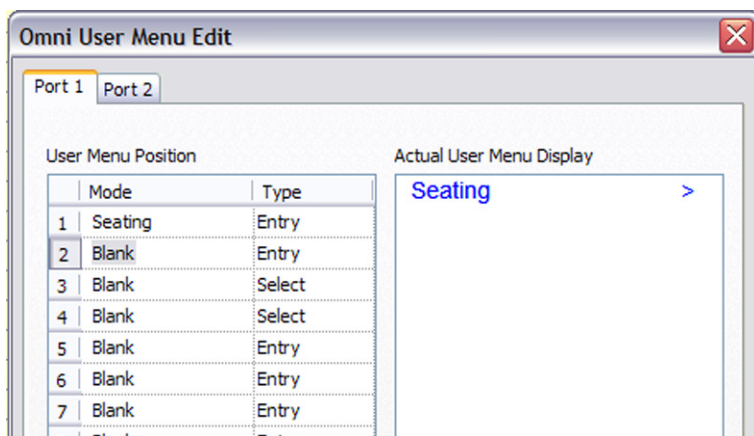 Omni User Menu Edit
Port 1 Port 2
User Menu Position Actual User Menu Display
Mode Type Seating >
1 Seating Entry
2 Blank Entry
3 Blank Select
4 Blank Select
5 Blank Entry
6 Blank Entry
7 Blank Entry